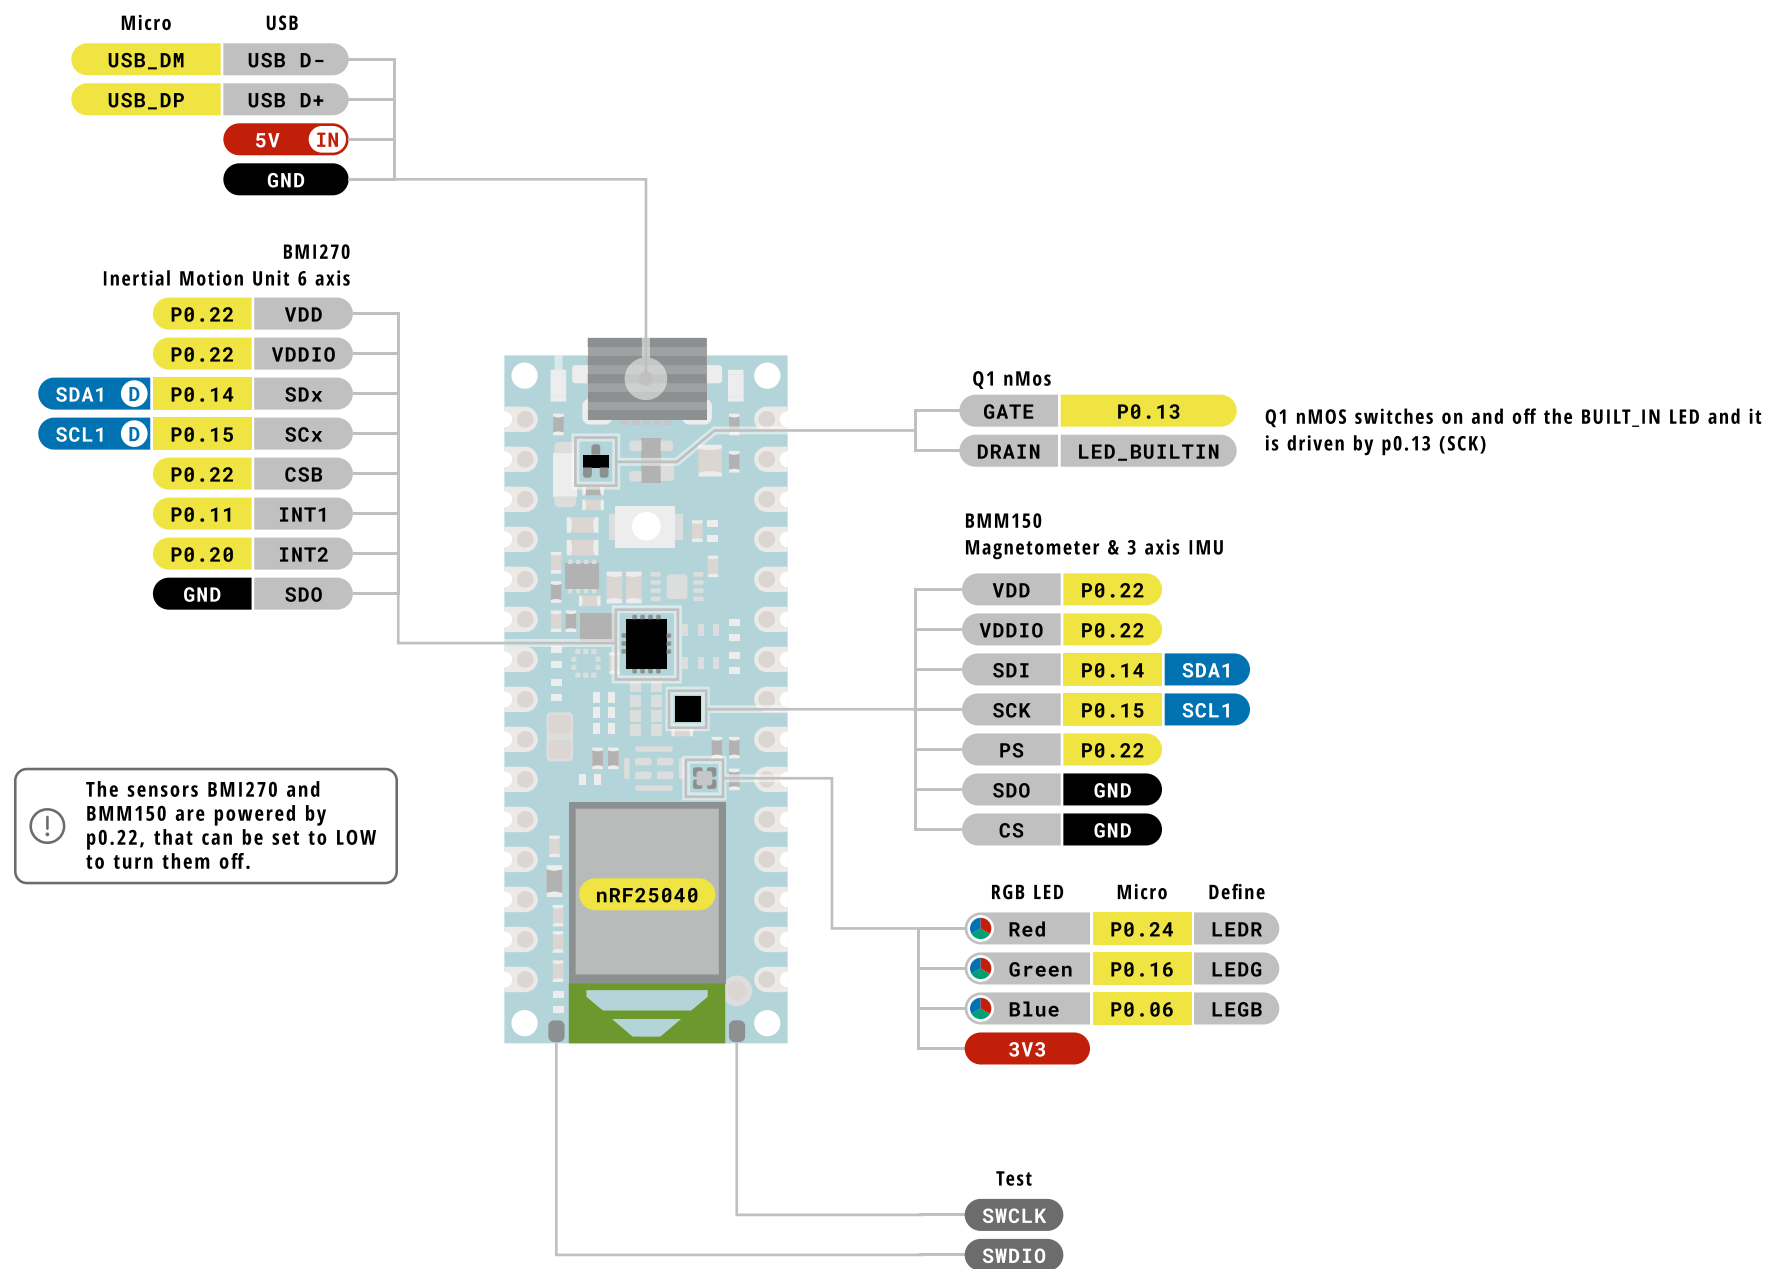 Micro USB
USB_DM USB D-
USB_DP USB D+
5V IN
GND
BMI270
Inertial Motion Unit 6 axis
P0.22 VDD
P0.22 VDDIO
SDA1 D P0.14 SDx
SCL1 D P0.15 SCx
P0.22 CSB
P0.11 INT1
P0.20 INT2
GND SDO
The sensors BMI270 and
BMM150 are powered by
p0.22, that can be set to LOW
to turn them off.
nRF25040
Q1 nMos
GATE P0.13
DRAIN LED_BUILTIN
Q1 nMOS switches on and off the BUILT_IN LED and it
is driven by p0.13 (SCK)
BMM150
Magnetometer & 3 axis IMU
VDD P0.22
VDDIO P0.22
SDI P0.14 SDA1
SCK P0.15 SCL1
PS P0.22
SDO GND
CS GND
RGB LED Micro Define
Red P0.24 LEDR
Green P0.16 LEDG
Blue P0.06 LEGB
3V3
Test
SWCLK
SWDIO